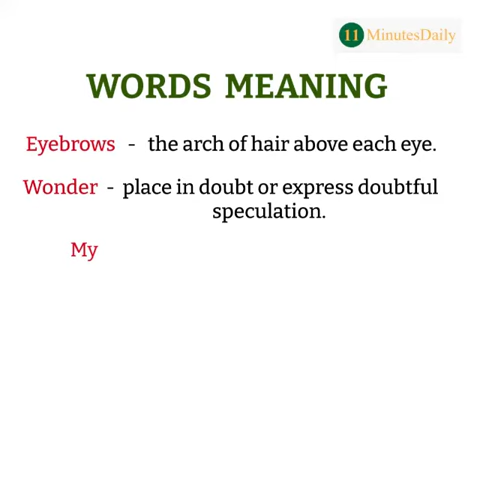 11 MinutesDaily
WORDS MEANING
Eyebrows - the arch of hair above each eye.
Wonder - place in doubt or express doubtful
speculation.
My